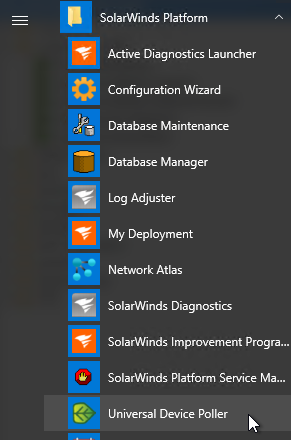 SolarWinds Platform
Active Diagnostics Launcher
Configuration Wizard
Database Maintenance
Database Manager
Log Adjuster
My Deployment
Network Atlas
SolarWinds Diagnostics
SolarWinds Improvement Progra...
SolarWinds Platform Service Ma...
Universal Device Poller